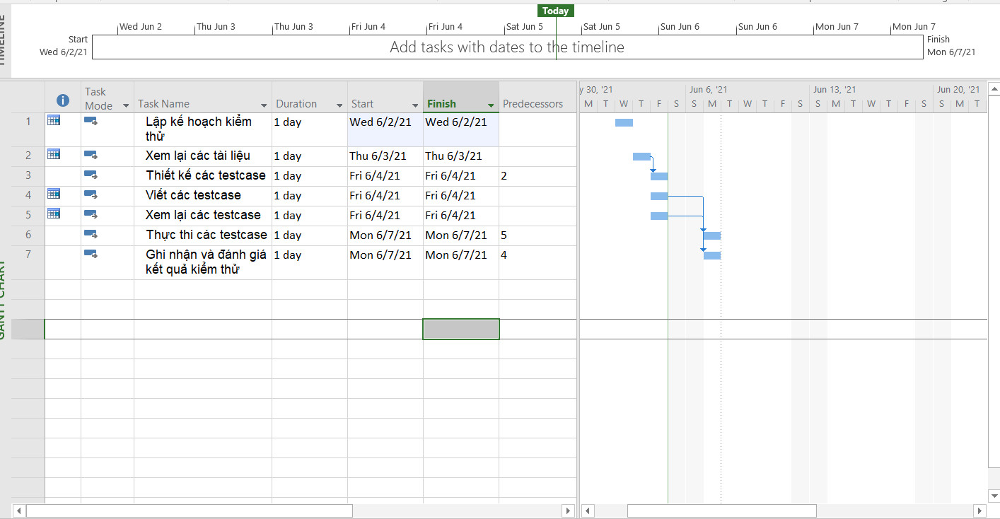 TIMELINE
Today
Wed Jun 2 Thu Jun 3 Thu Jun 3 Fri Jun 4 Fri Jun 4 Sat Jun 5 Sat Jun 5 Sun Jun 6 Sun Jun 6 Mon Jun 7 Mon Jun 7
Start
Wed 6/2/21
Add tasks with dates to the timeline
Finish
Mon 6/7/21
GANTT CHART
Task Mode Task Name Duration Start Finish Predecessors
1 Lập kế hoạch kiểm 1 day Wed 6/2/21 Wed 6/2/21
thử
2 Xem lại các tài liệu 1 day Thu 6/3/21 Thu 6/3/21
3 Thiết kế các testcase 1 day Fri 6/4/21 Fri 6/4/21 2
4 Viết các testcase 1 day Fri 6/4/21 Fri 6/4/21
5 Xem lại các testcase 1 day Fri 6/4/21 Fri 6/4/21
6 Thực thi các testcase 1 day Mon 6/7/21 Mon 6/7/21 5
7 Ghi nhận và đánh giá 1 day Mon 6/7/21 Mon 6/7/21 4
kết quả kiểm thử
y 30, '21 Jun 6, '21 Jun 13, '21 Jun 20, '21
M T W T F S S M T W T F S S M T W T F S S M T